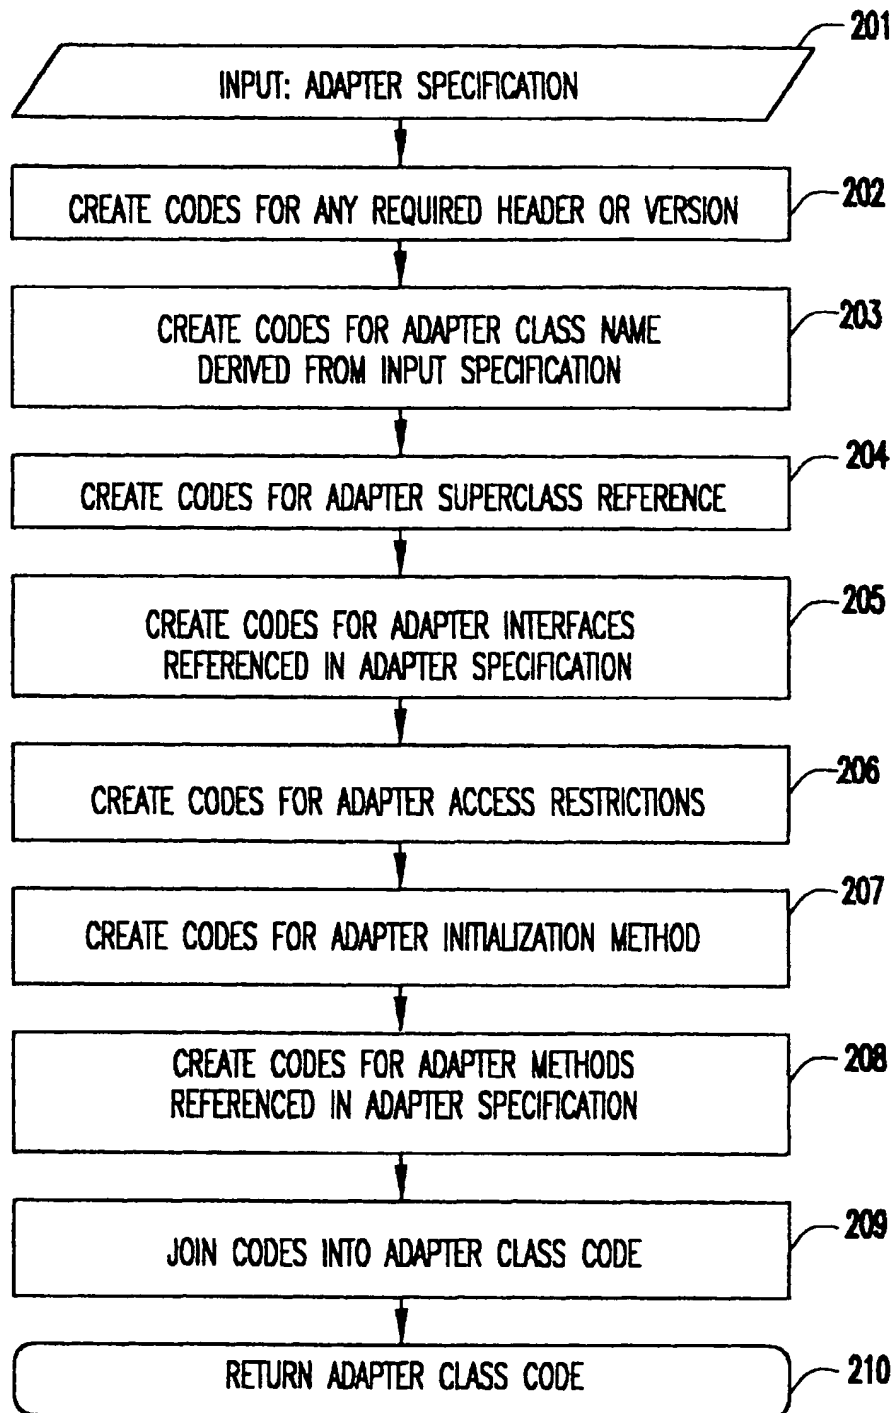 201
INPUT: ADAPTER SPECIFICATION
202
CREATE CODES FOR ANY REQUIRED HEADER OR VERSION
203
CREATE CODES FOR ADAPTER CLASS NAME
DERIVED FROM INPUT SPECIFICATION
204
CREATE CODES FOR ADAPTER SUPERCLASS REFERENCE
205
CREATE CODES FOR ADAPTER INTERFACES
REFERENCED IN ADAPTER SPECIFICATION
206
CREATE CODES FOR ADAPTER ACCESS RESTRICTIONS
207
CREATE CODES FOR ADAPTER INITIALIZATION METHOD
208
CREATE CODES FOR ADAPTER METHODS
REFERENCED IN ADAPTER SPECIFICATION
209
JOIN CODES INTO ADAPTER CLASS CODE
210
RETURN ADAPTER CLASS CODE